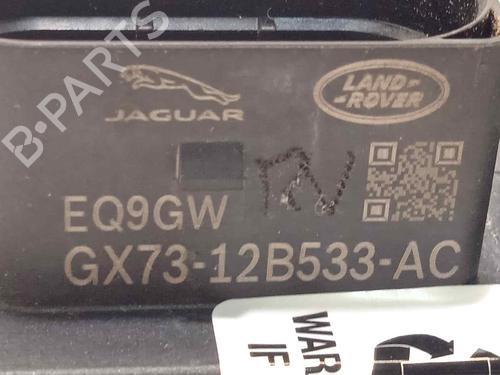 B-PARTS
JAGUAR
LAND-
-ROVER
EQ9GW
GX73-12B533-AC
WAR
IF